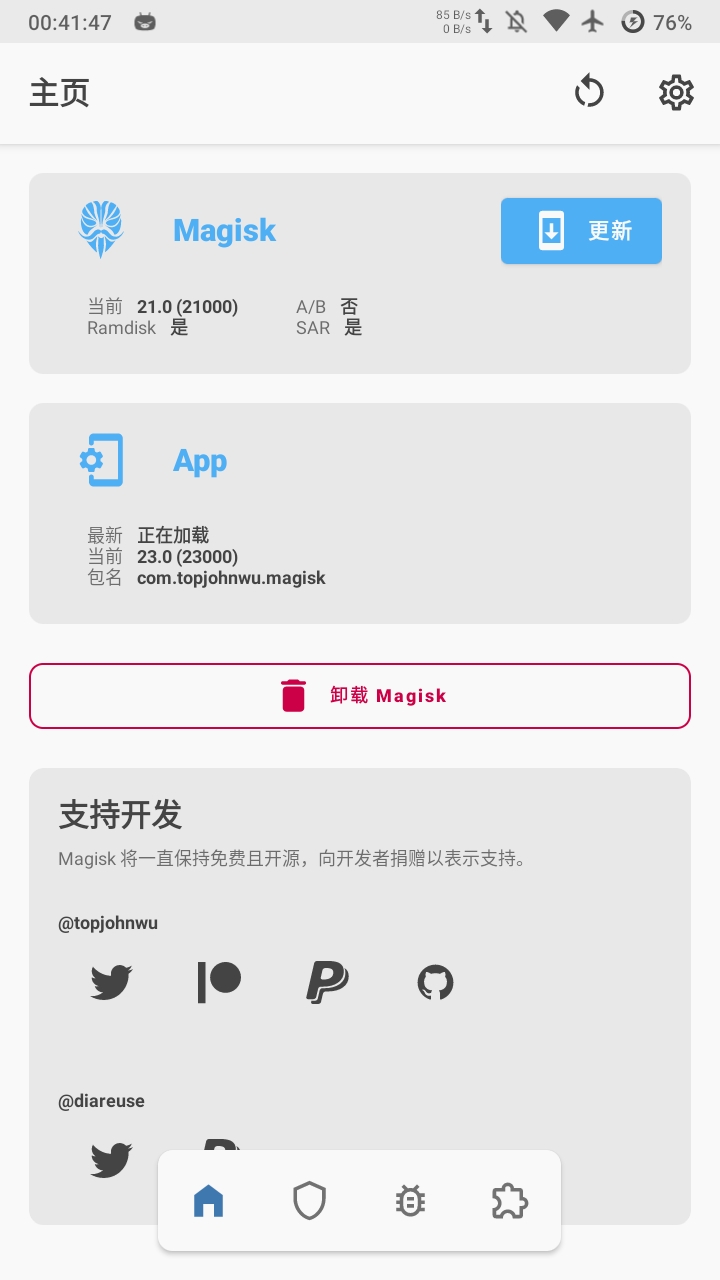 00:41:47
85 B/s
0 B/s
76%
主页
Magisk
更新
当前 21.0 (21000) A/B 否
Ramdisk 是 SAR 是
App
最新 正在加载
当前 23.0 (23000)
包名 com.topjohnwu.magisk
卸载 Magisk
支持开发
Magisk 将一直保持免费且开源，向开发者捐赠以表示支持。
@topjohnwu
@diareuse